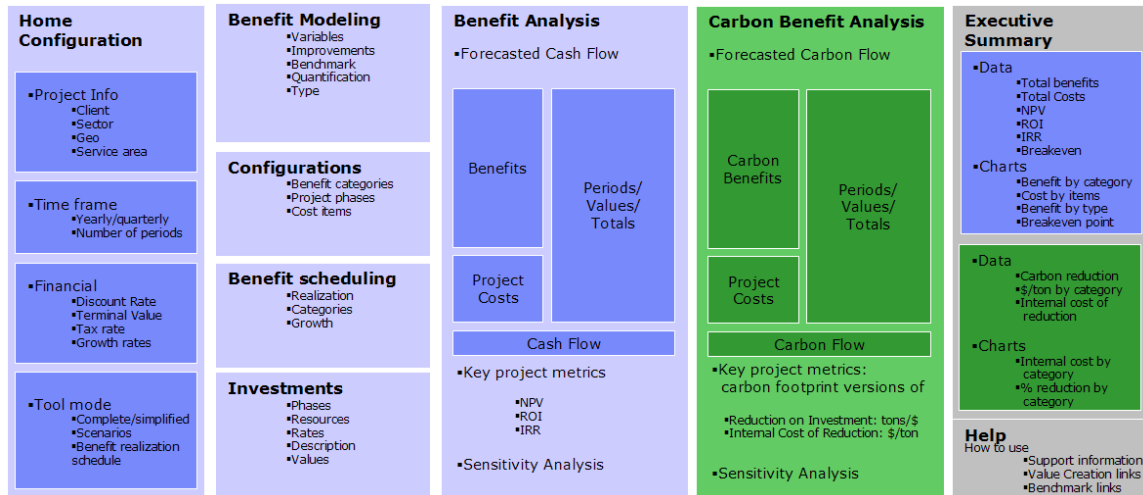 Home
Configuration
▪Project Info
▪Client
▪Sector
▪Geo
▪Service area
▪Time frame
▪Yearly/quarterly
▪Number of periods
▪Financial
▪Discount Rate
▪Terminal Value
▪Tax rate
▪Growth rates
▪Tool mode
▪Complete/simplified
▪Scenarios
▪Benefit realization
schedule
Benefit Modeling
▪Variables
▪Improvements
▪Benchmark
▪Quantification
▪Type
Configurations
▪Benefit categories
▪Project phases
▪Cost items
Benefit scheduling
▪Realization
▪Categories
▪Growth
Investments
▪Phases
▪Resources
▪Rates
▪Description
▪Values
Benefit Analysis
▪Forecasted Cash Flow
Benefits
Periods/
Values/
Totals
Project
Costs
Cash Flow
▪Key project metrics
▪NPV
▪ROI
▪IRR
▪Sensitivity Analysis
Carbon Benefit Analysis
▪Forecasted Carbon Flow
Carbon
Benefits
Periods/
Values/
Totals
Project
Costs
Carbon Flow
▪Key project metrics:
carbon footprint versions of
▪Reduction on Investment: tons/$
▪Internal Cost of Reduction: $/ton
▪Sensitivity Analysis
Executive
Summary
▪Data
▪Total benefits
▪Total Costs
▪NPV
▪ROI
▪IRR
▪Breakeven
▪Charts
▪Benefit by category
▪Cost by items
▪Benefit by type
▪Breakeven point
▪Data
▪Carbon reduction
▪$/ton by category
▪Internal cost of
reduction
▪Charts
▪Internal cost by
category
▪% reduction by
category
Help
How to use
▪Support information
▪Value Creation links
▪Benchmark links